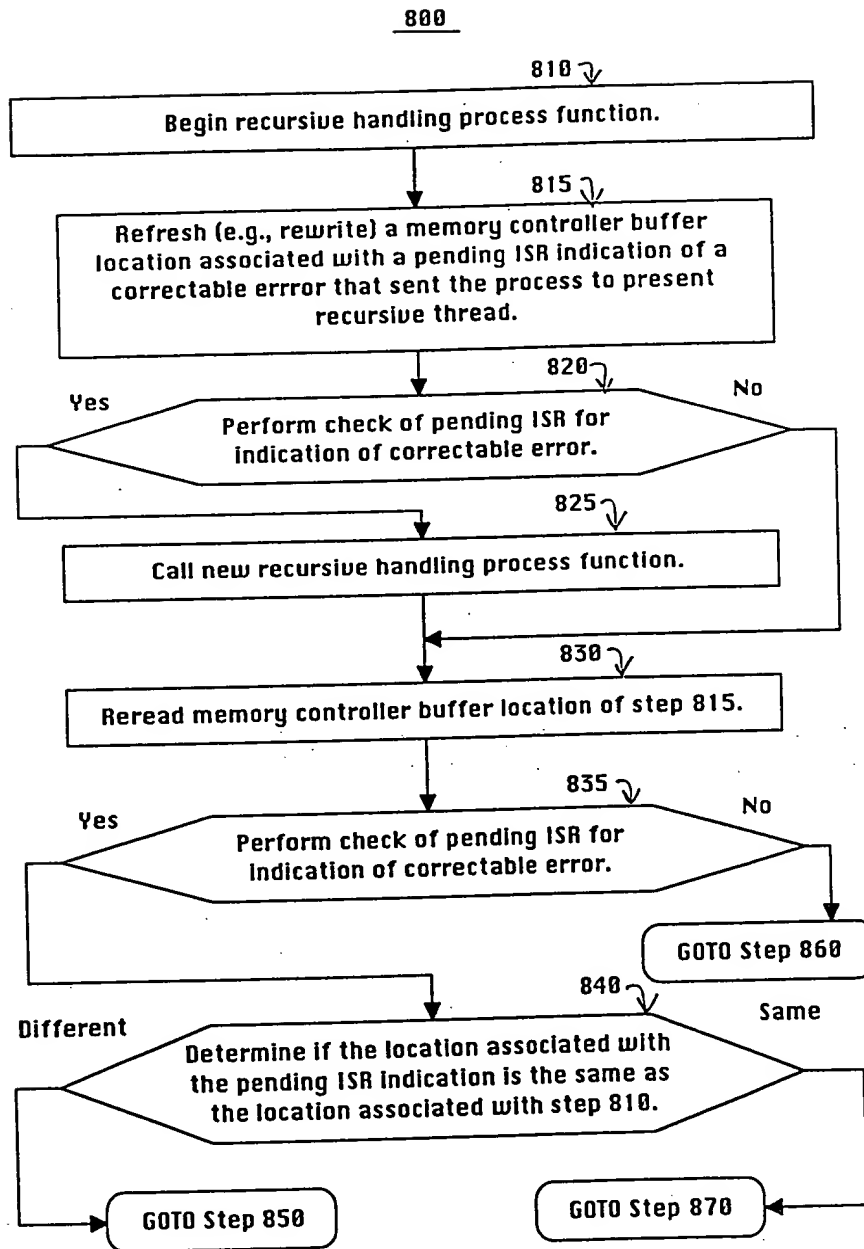 800
810
Begin recursive handling process function.
815
Refresh (e.g., rewrite) a memory controller buffer
location associated with a pending ISR indication of a
correctable errror that sent the process to present
recursive thread.
820
Yes
No
Perform check of pending ISR for
indication of correctable error.
825
Call new recursive handling process function.
830
Reread memory controller buffer location of step 815.
835
Yes
No
Perform check of pending ISR for
indication of correctable error.
GOTO Step 860
840
Different
Same
Determine if the location associated with
the pending ISR indication is the same as
the location associated with step 810.
GOTO Step 850
GOTO Step 870